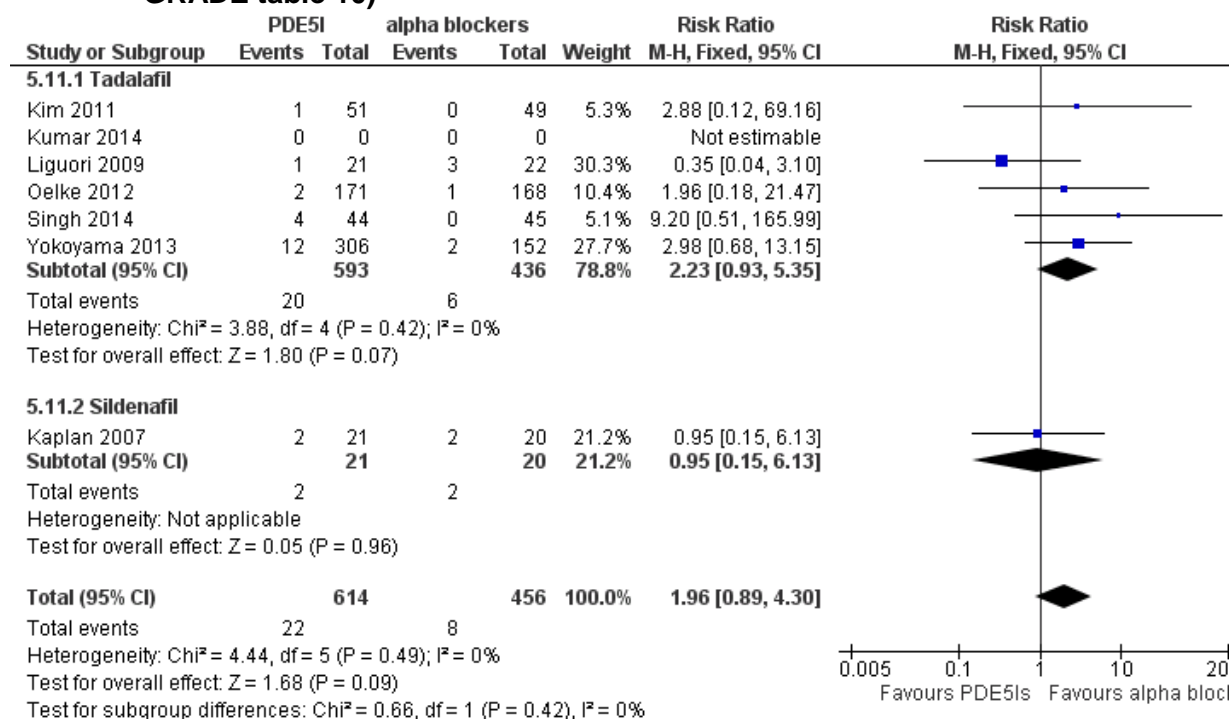 GRADE table 10)
PDE5I alpha blockers Risk Ratio Risk Ratio
Study or Subgroup Events Total Events Total Weight M-H, Fixed, 95% CI M-H, Fixed, 95% CI
5.11.1 Tadalafil
Kim 2011 1 51 0 49 5.3% 2.88 [0.12, 69.16]
Kumar 2014 0 0 0 0 Not estimable
Liguori 2009 1 21 3 22 30.3% 0.35 [0.04, 3.10]
Oelke 2012 2 171 1 168 10.4% 1.96 [0.18, 21.47]
Singh 2014 4 44 0 45 5.1% 9.20 [0.51, 165.99]
Yokoyama 2013 12 306 2 152 27.7% 2.98 [0.68, 13.15]
Subtotal (95% CI) 593 436 78.8% 2.23 [0.93, 5.35]
Total events 20 6
Heterogeneity: Chi² = 3.88, df = 4 (P = 0.42); I² = 0%
Test for overall effect: Z = 1.80 (P = 0.07)
5.11.2 Sildenafil
Kaplan 2007 2 21 2 20 21.2% 0.95 [0.15, 6.13]
Subtotal (95% CI) 21 20 21.2% 0.95 [0.15, 6.13]
Total events 2 2
Heterogeneity: Not applicable
Test for overall effect: Z = 0.05 (P = 0.96)
Total (95% CI) 614 456 100.0% 1.96 [0.89, 4.30]
Total events 22 8
Heterogeneity: Chi² = 4.44, df = 5 (P = 0.49); I² = 0%
Test for overall effect: Z = 1.68 (P = 0.09)
Test for subgroup differences: Chi² = 0.66, df = 1 (P = 0.42), I² = 0%
0.005 0.1 1 10 20
Favours PDE5Is Favours alpha block